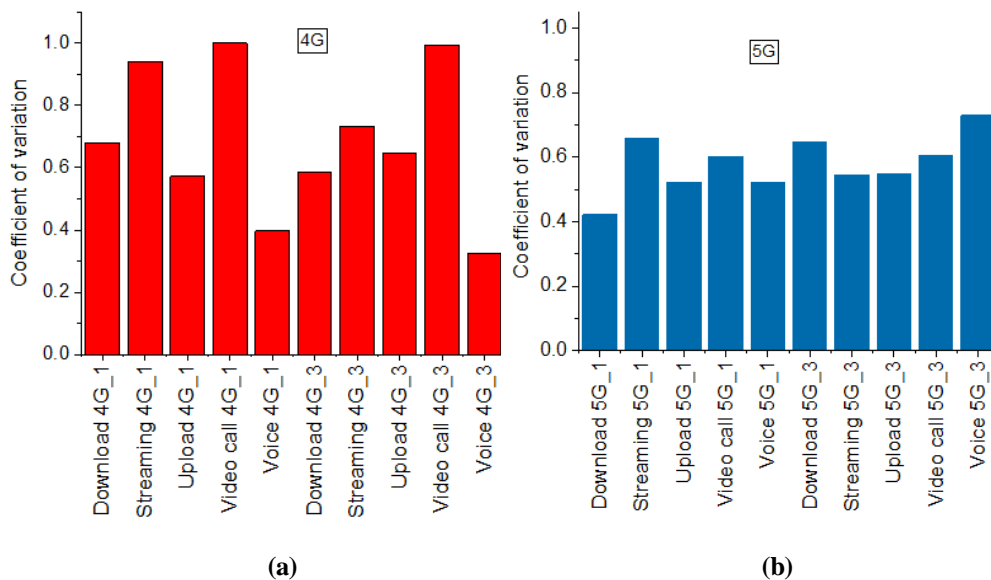 Coefficient of variation
1.0
0.8
0.6
0.4
0.2
0.0
4G
Download 4G_1
Streaming 4G_1
Upload 4G_1
Video call 4G_1
Voice 4G_1
Download 4G_3
Streaming 4G_3
Upload 4G_3
Video call 4G_3
Voice 4G_3
(a)
Coefficient of variation
1.0
0.8
0.6
0.4
0.2
0.0
5G
Download 5G_1
Streaming 5G_1
Upload 5G_1
Video call 5G_1
Voice 5G_1
Download 5G_3
Streaming 5G_3
Upload 5G_3
Video call 5G_3
Voice 5G_3
(b)